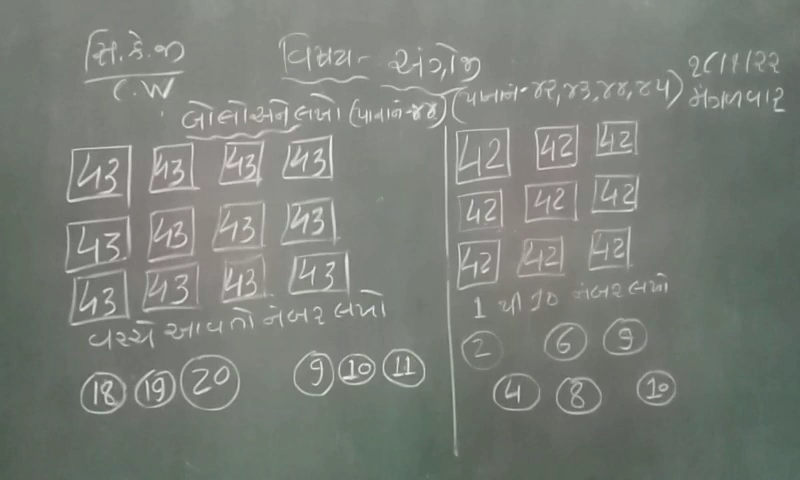 સિ. કે. જી
C.W
વિષય - અંગ્રેજી
૨૯/૧/૨૨
મંગળવાર
બોલો અને લખો (પાના નં-૪૪) (પાના નં-૪૨,૪૩,૪૪,૪૫)
43 43 43 43
43 43 43 43
43 43 43 43
વચ્ચે આવતો નંબર લખો
18 19 20 9 10 11
42 42 42
42 42 42
42 42 42
1 થી 10 નંબર લખો
2 6 9
4 8 10